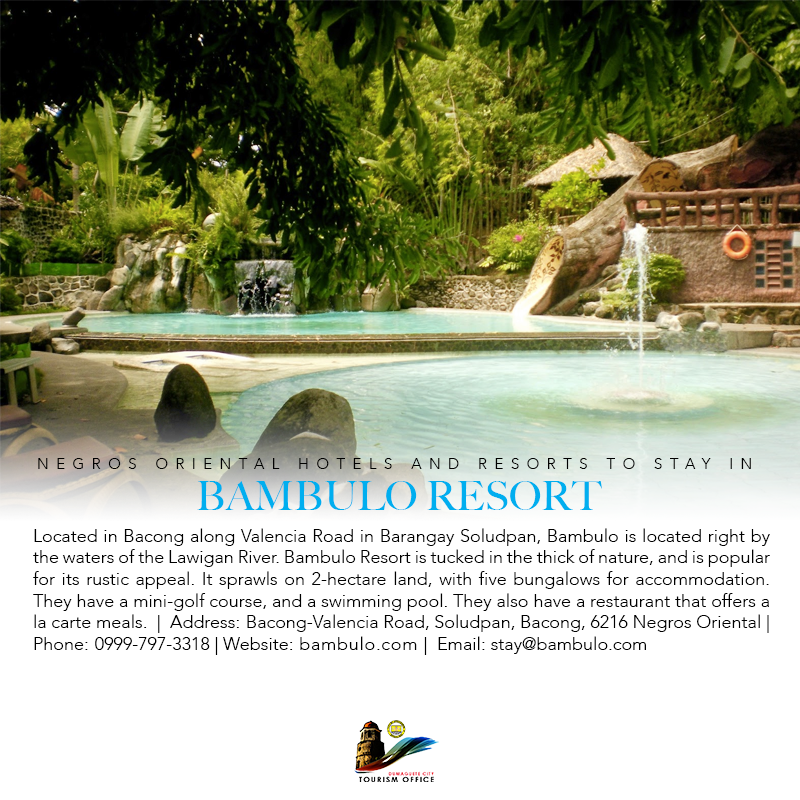 NEGROS ORIENTAL HOTELS AND RESORTS TO STAY IN
BAMBULO RESORT
Located in Bacong along Valencia Road in Barangay Soludpan, Bambulo is located right by
the waters of the Lawigan River. Bambulo Resort is tucked in the thick of nature, and is popular
for its rustic appeal. It sprawls on 2-hectare land, with five bungalows for accommodation.
They have a mini-golf course, and a swimming pool. They also have a restaurant that offers a
la carte meals. | Address: Bacong-Valencia Road, Soludpan, Bacong, 6216 Negros Oriental |
Phone: 0999-797-3318 | Website: bambulo.com | Email: stay@bambulo.com
DUMAGUETE CITY
TOURISM OFFICE